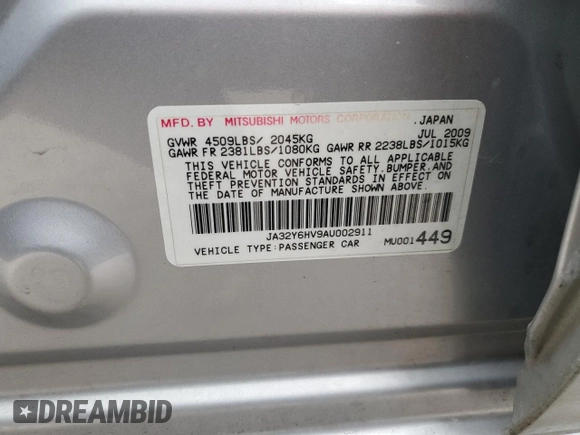 MFD. BY MITSUBISHI MOTORS CORPORATION. JAPAN
GVWR 4509LBS/ 2045KG JUL 2009
GAWR FR 2381LBS/1080KG GAWR RR 2238LBS/1015KG
THIS VEHICLE CONFORMS TO ALL APPLICABLE
FEDERAL MOTOR VEHICLE SAFETY.BUMPER.AND
THEFT PREVENTION STANDARDS IN EFFECT ON
THE DATE OF MANUFACTURE SHOWN ABOVE.
JA32Y6HV9AU002911
VEHICLE TYPE:PASSENGER CAR MU001449
DREAMBID